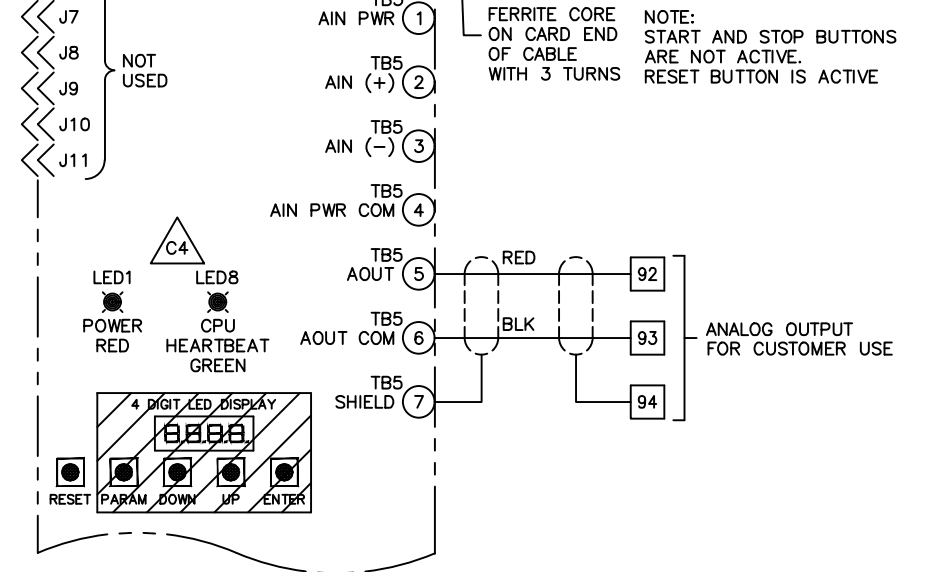 J7
J8
J9
J10
J11
NOT
USED
TB5
AIN PWR 1
TB5
AIN (+) 2
TB5
AIN (−) 3
TB5
AIN PWR COM 4
TB5
AOUT 5
TB5
AOUT COM 6
TB5
SHIELD 7
FERRITE CORE
ON CARD END
OF CABLE
WITH 3 TURNS
NOTE:
START AND STOP BUTTONS
ARE NOT ACTIVE.
RESET BUTTON IS ACTIVE
C4
LED1
POWER
RED
LED8
CPU
HEARTBEAT
GREEN
RED
BLK
92
93
94
ANALOG OUTPUT
FOR CUSTOMER USE
4 DIGIT LED DISPLAY
8.8.8.8.
RESET PARAM DOWN UP ENTER